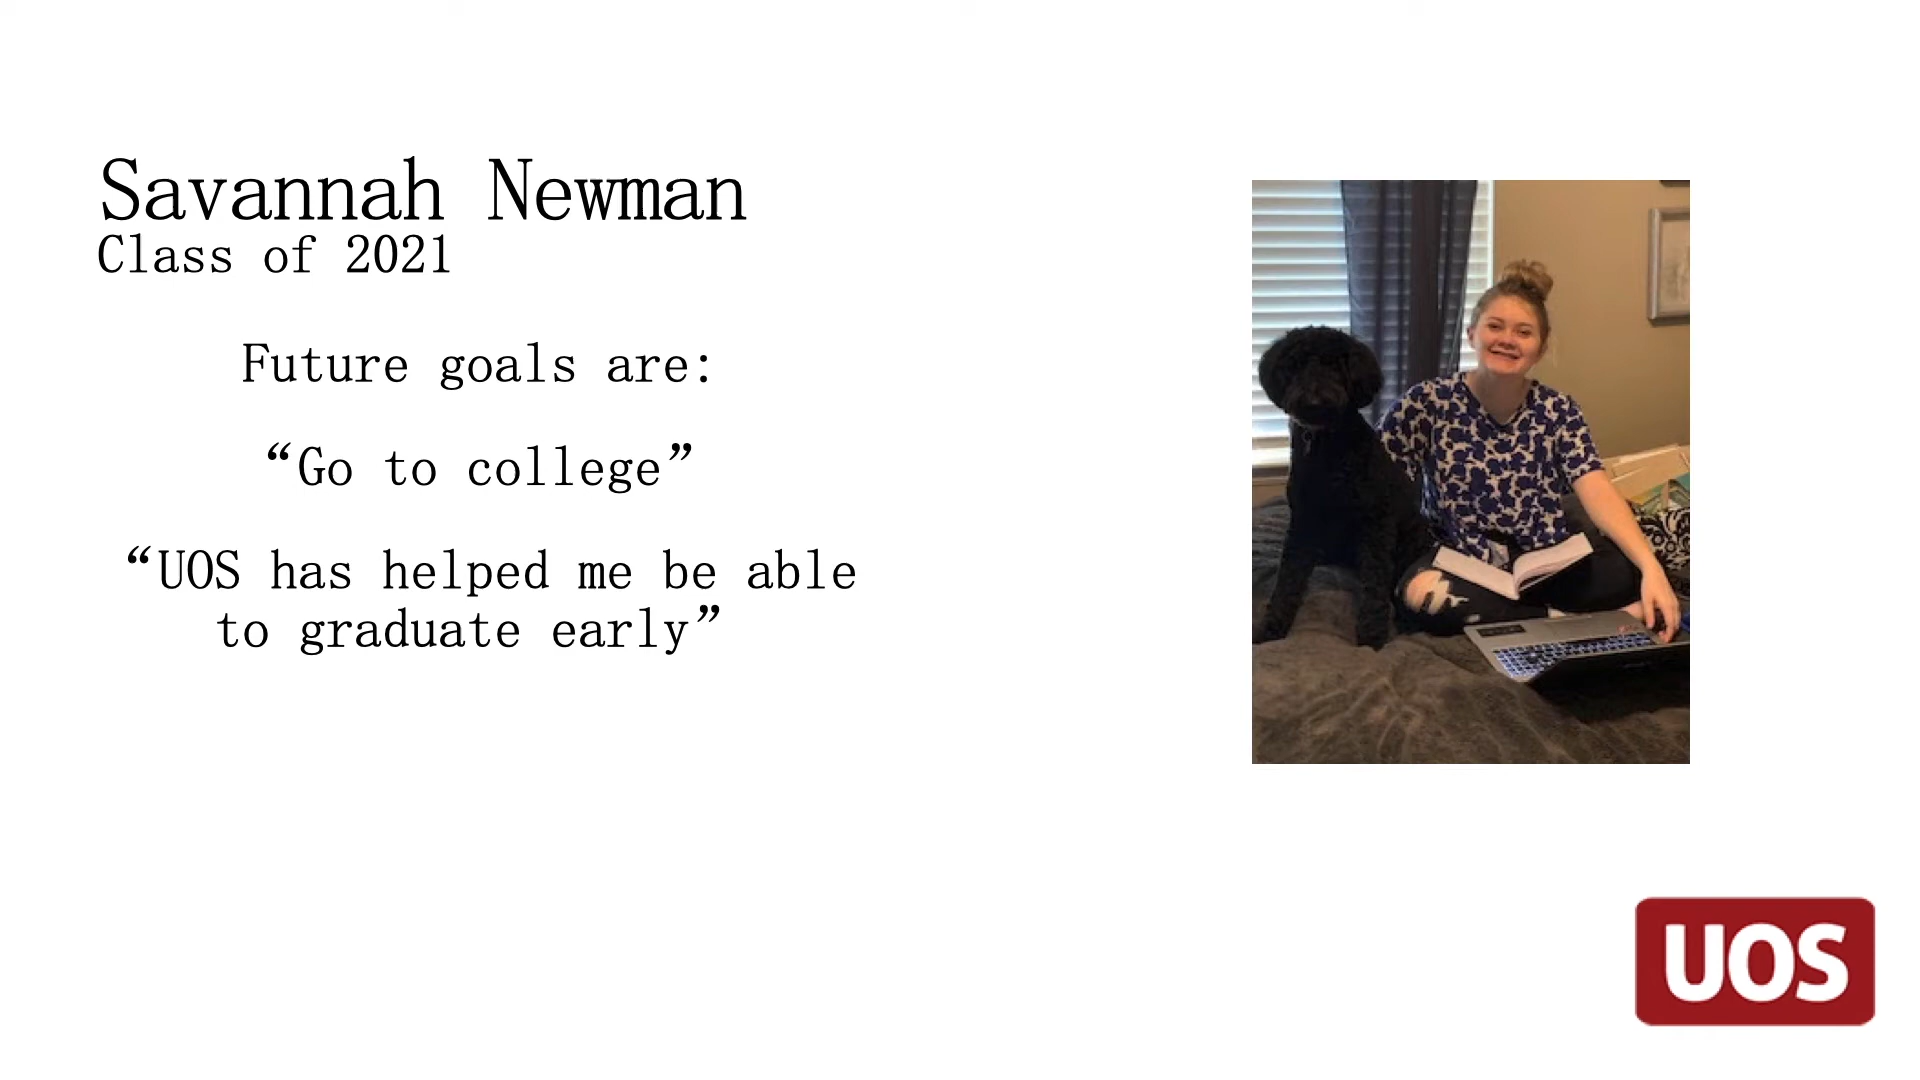 Savannah Newman
Class of 2021
Future goals are:
“Go to college”
“UOS has helped me be able
to graduate early”
UOS